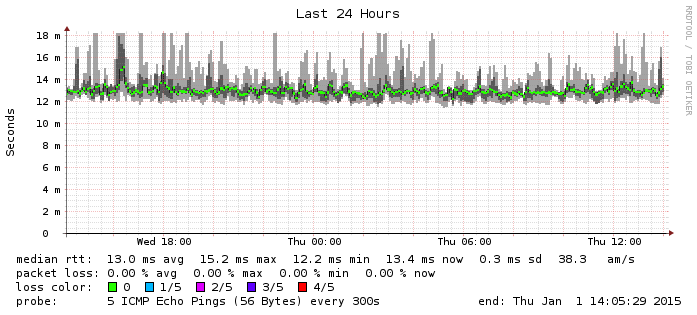 Last 24 Hours
RRDTOOL / TOBI OETIKER
Seconds
18 m
16 m
14 m
12 m
10 m
8 m
6 m
4 m
2 m
0
Wed 18:00 Thu 00:00 Thu 06:00 Thu 12:00
median rtt: 13.0 ms avg 15.2 ms max 12.2 ms min 13.4 ms now 0.3 ms sd 38.3 am/s
packet loss: 0.00 % avg 0.00 % max 0.00 % min 0.00 % now
loss color: 0 1/5 2/5 3/5 4/5
probe: 5 ICMP Echo Pings (56 Bytes) every 300s end: Thu Jan 1 14:05:29 2015